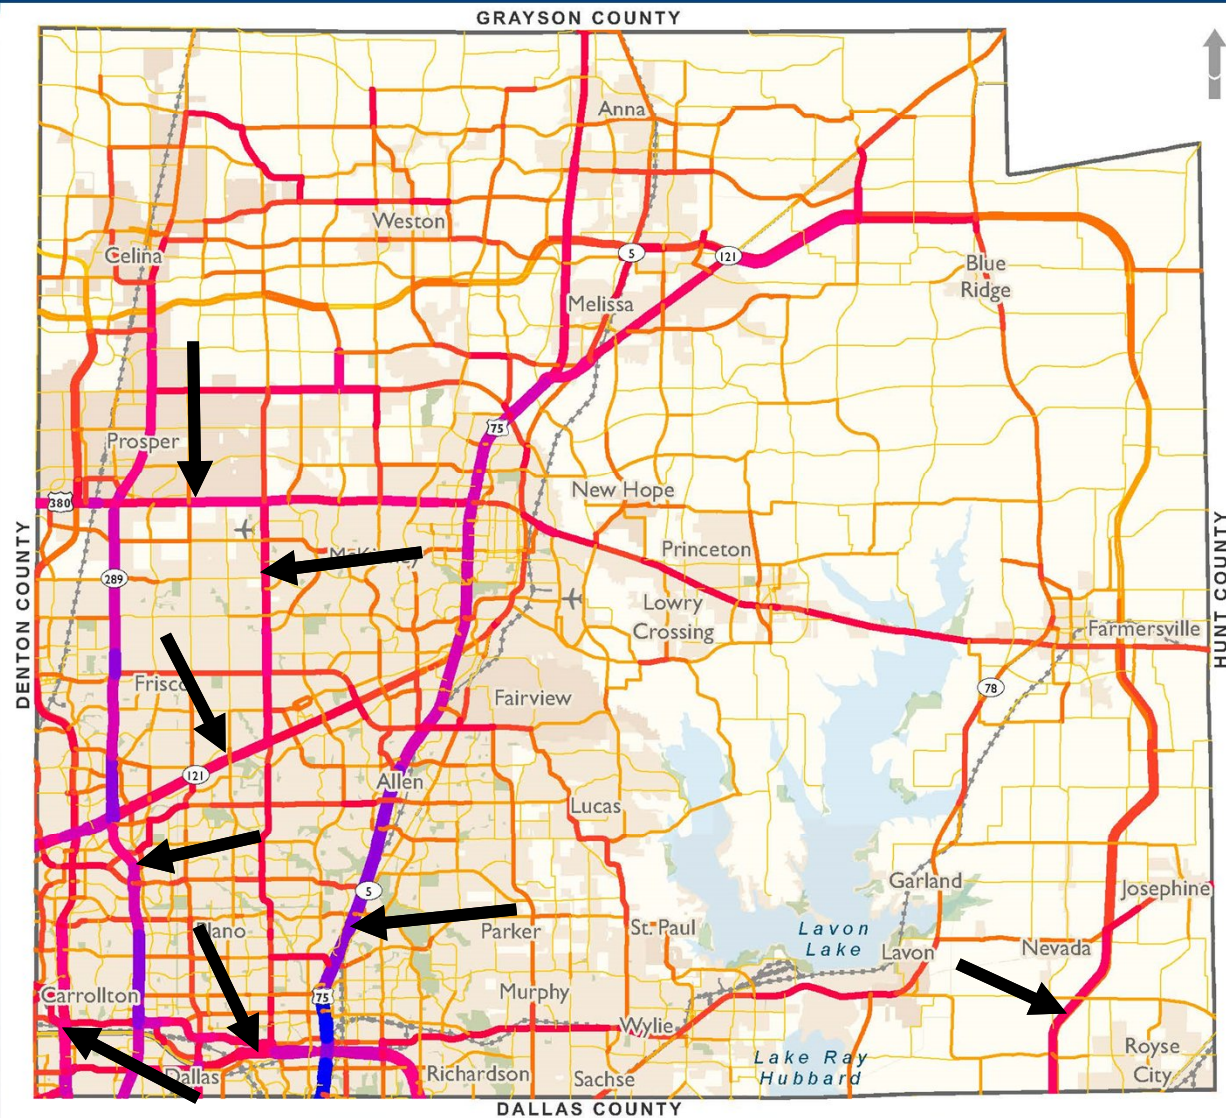 GRAYSON COUNTY
Anna
Weston
Celina
5
121
Blue
Ridge
Melissa
75
Prosper
380
New Hope
DENTON COUNTY
HUNT COUNTY
Princeton
289
Lowry
Crossing
Farmersville
Frisco
78
Fairview
121
Allen
Lucas
5
Garland
Josephine
Plano
Parker
St. Paul
Lavon
Lake
Lavon
Nevada
Carrollton
75
Murphy
Wylie
Royse
City
Lake Ray
Hubbard
Dallas
Richardson
Sachse
DALLAS COUNTY